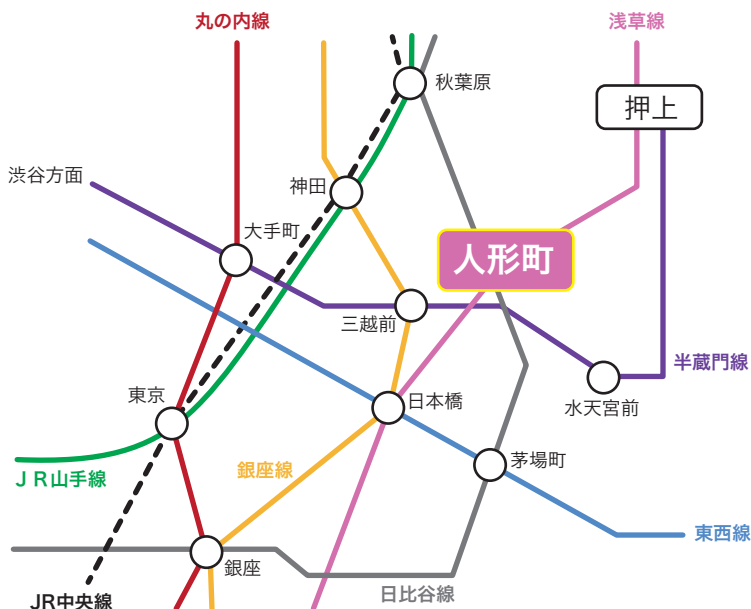 丸の内線
浅草線
秋葉原
押上
渋谷方面
神田
大手町
人形町
三越前
半蔵門線
東京
日本橋
水天宮前
茅場町
銀座線
ＪＲ山手線
東西線
銀座
日比谷線
JR中央線